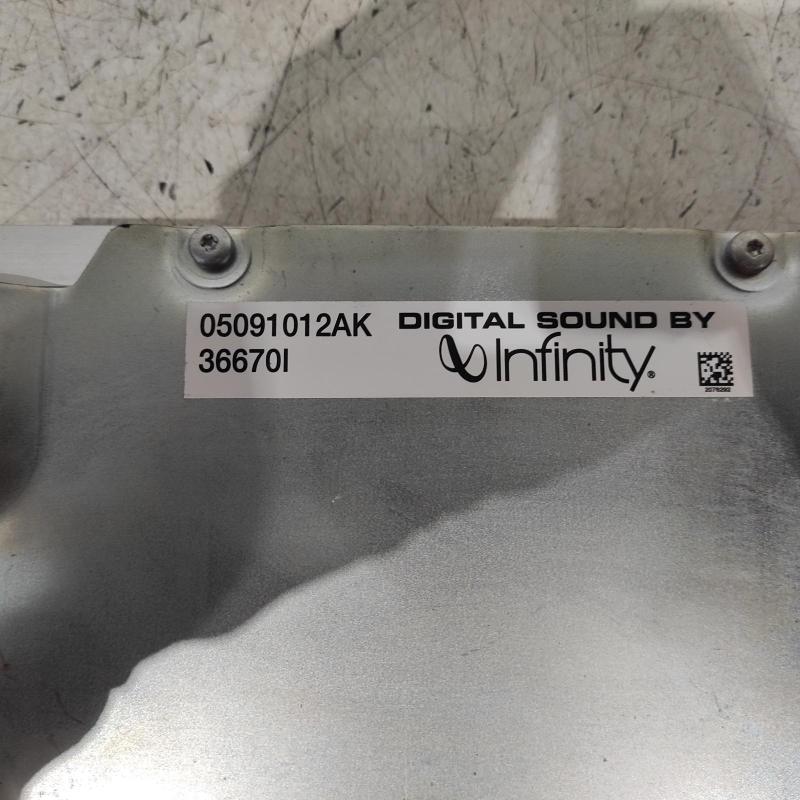 05091012AK DIGITAL SOUND BY
36670I Infinity®